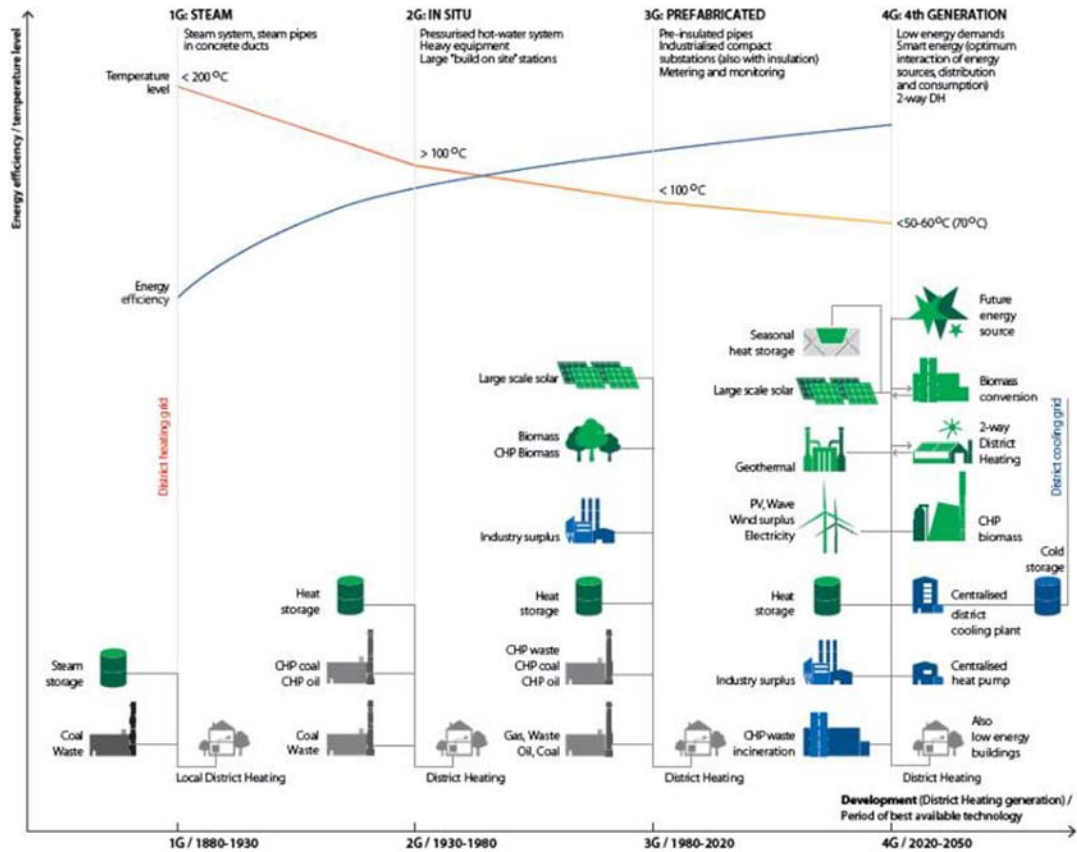 1G: STEAM
Steam system, steam pipes
in concrete ducts
2G: IN SITU
Pressurised hot-water system
Heavy equipment
Large "build on site" stations
3G: PREFABRICATED
Pre-insulated pipes
Industrialised compact
substations (also with insulation)
Metering and monitoring
4G: 4th GENERATION
Low energy demands
Smart energy (optimum
interaction of energy
sources, distribution
and consumption)
2-way DH
Energy efficiency / temperature level
Temperature
level
< 200 °C
> 100 °C
< 100 °C
<50-60°C (70°C)
Energy
efficiency
District heating grid
Steam
storage
Coal
Waste
Local District Heating
Heat
storage
CHP coal
CHP oil
Coal
Waste
District Heating
Large scale solar
Biomass
CHP Biomass
Industry surplus
Heat
storage
CHP waste
CHP coal
CHP oil
Gas, Waste
Oil, Coal
District Heating
Seasonal
heat storage
Large scale solar
Geothermal
PV, Wave
Wind surplus
Electricity
Heat
storage
Industry surplus
CHP waste
incineration
Future
energy
source
Biomass
conversion
2-way
District
Heating
CHP
biomass
Centralised
district
cooling plant
Centralised
heat pump
Also
low energy
buildings
District Heating
District cooling grid
Cold
storage
Development (District Heating generation) /
Period of best available technology
1G / 1880-1930
2G / 1930-1980
3G / 1980-2020
4G / 2020-2050